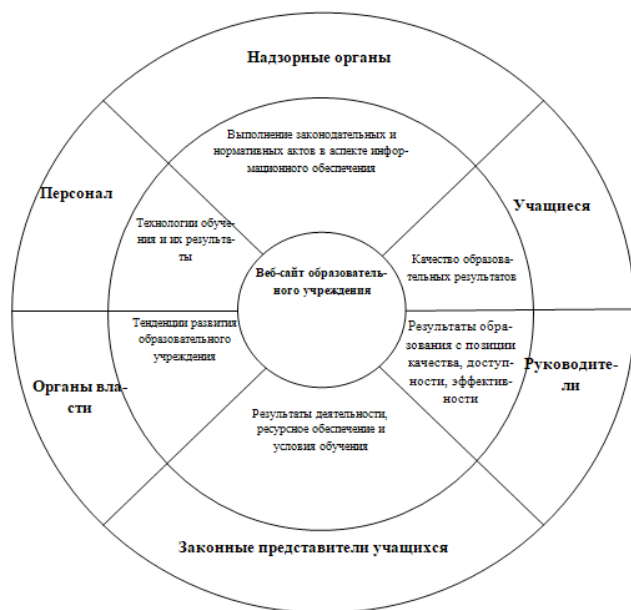 Надзорные органы
Выполнение законодательных и
нормативных актов в аспекте инфор-
мационного обеспечения
Персонал
Технологии обуче-
ния и их результа-
ты
Учащиеся
Качество образова-
тельных результатов
Веб-сайт образователь-
ного учреждения
Тенденции развития
образовательного
учреждения
Органы вла-
сти
Результаты обра-
зования с позиции
качества, доступ-
ности, эффектив-
ности
Руководите-
ли
Результаты деятельности,
ресурсное обеспечение и
условия обучения
Законные представители учащихся